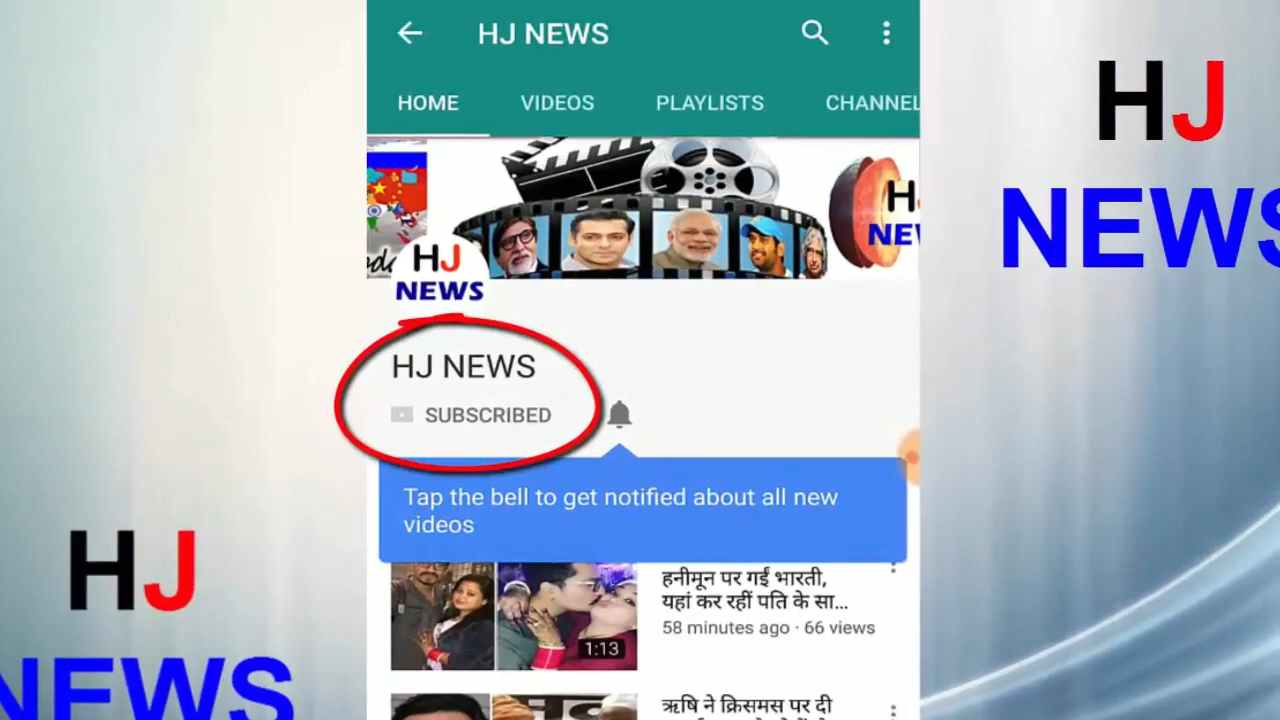 HJ NEWS
HOME VIDEOS PLAYLISTS CHANNEL
HJ
NEWS
HJ
NEWS
HJ NEWS
SUBSCRIBED
Tap the bell to get notified about all new
videos
हनीमून पर गईं भारती,
यहां कर रहीं पति के सा...
58 minutes ago · 66 views
1:13
HJ
NEWS
ऋषि ने क्रिसमस पर दी